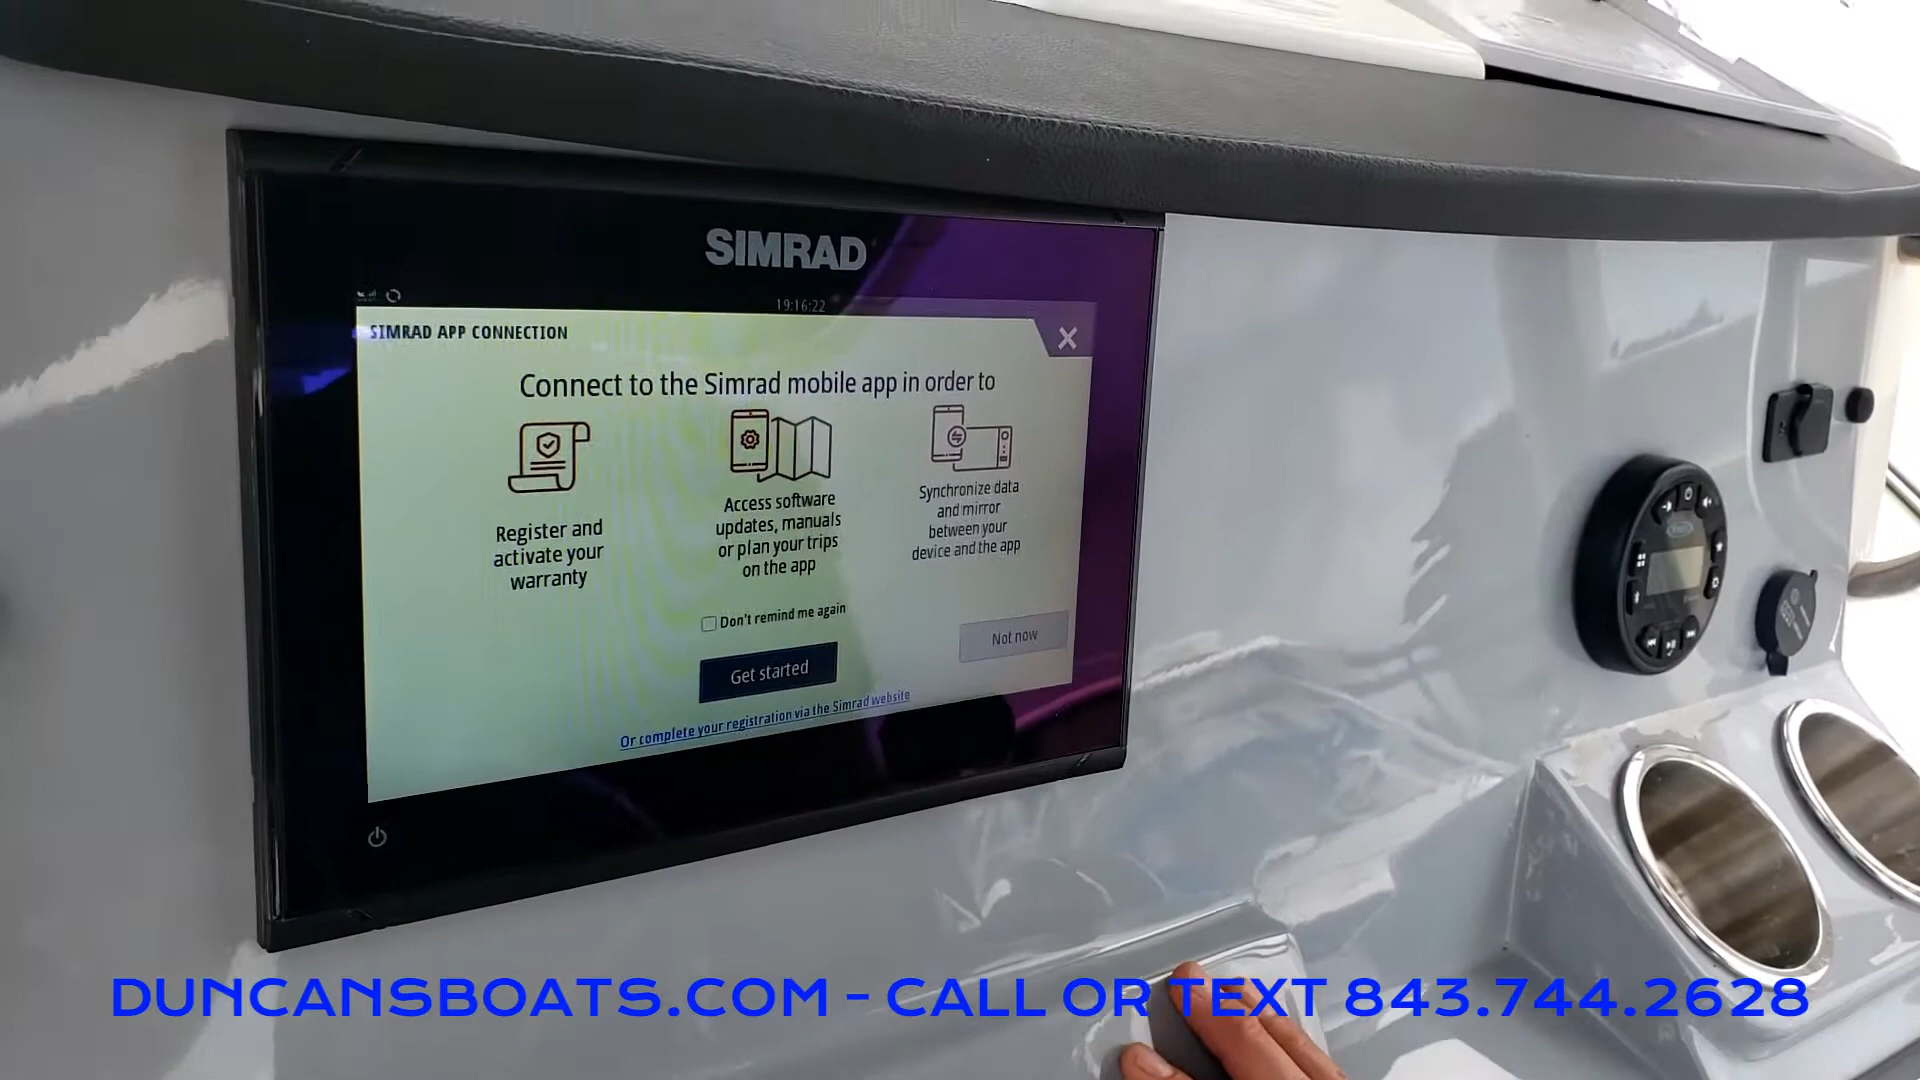 SIMRAD
19:16:22
SIMRAD APP CONNECTION
Connect to the Simrad mobile app in order to
Register and
activate your
warranty
Access software
updates, manuals
or plan your trips
on the app
Synchronize data
and mirror
between your
device and the app
Don't remind me again
Not now
Get started
Or complete your registration via the Simrad website
DUNCANSBOATS.COM - CALL OR TEXT 843.744.2628